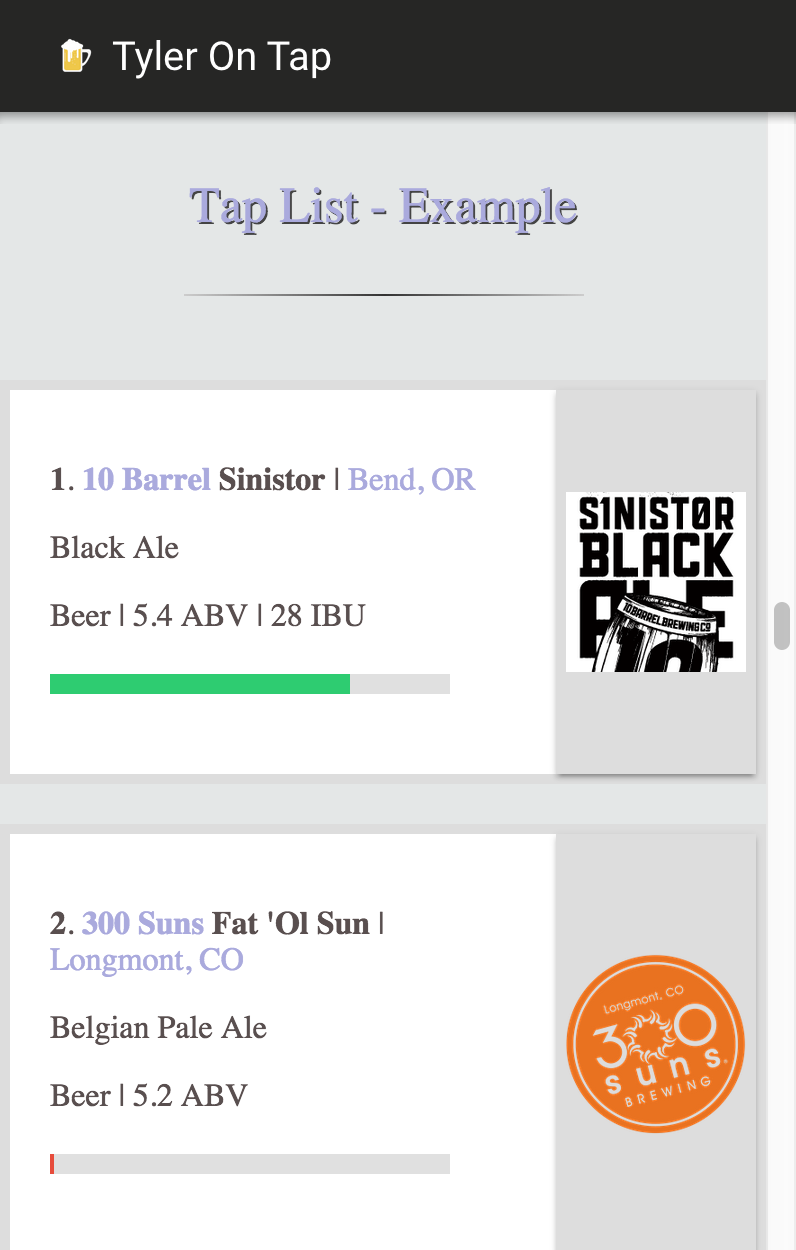 Tyler On Tap
Tap List - Example
1. 10 Barrel Sinistor | Bend, OR
Black Ale
Beer | 5.4 ABV | 28 IBU
S1NISTØR
BLACK
ALE
10 BARREL BREWING CO
10
2. 300 Suns Fat 'Ol Sun |
Longmont, CO
Belgian Pale Ale
Beer | 5.2 ABV
Longmont, CO
300
suns.
BREWING